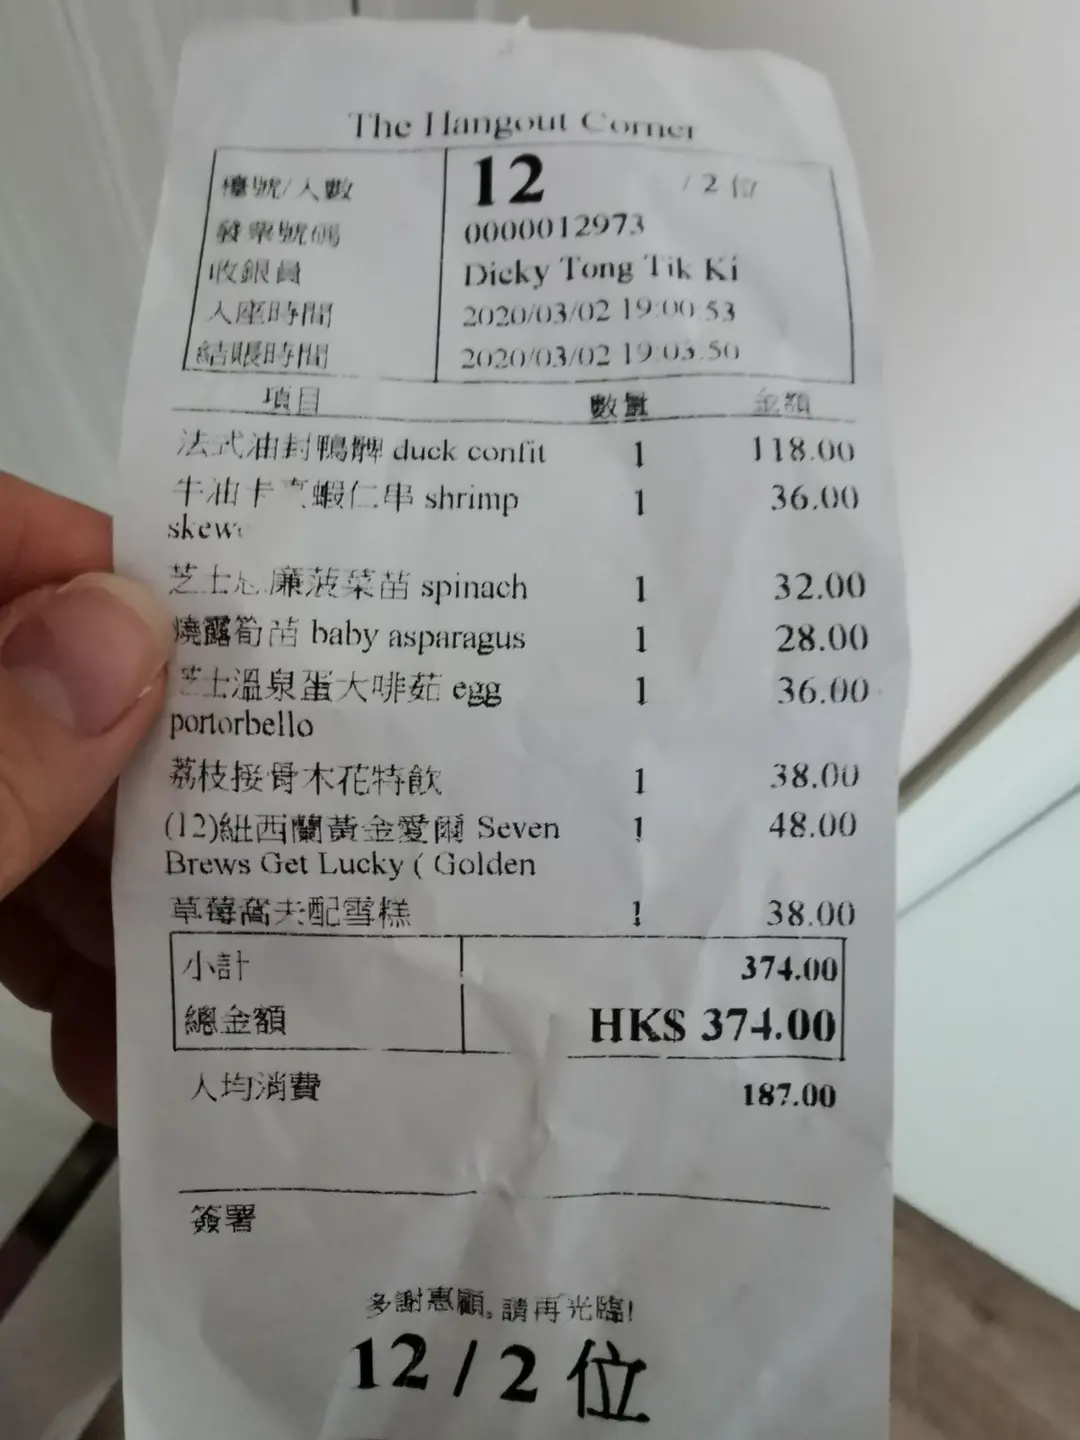 The Hangout Corner
檯號/人數 12 / 2 位
發票號碼 0000012973
收銀員 Dicky Tong Tik Ki
入座時間 2020/03/02 19:00:53
結賬時間 2020/03/02 19:03:50
項目 數量 金額
法式油封鴨髀 duck confit 1 118.00
牛油卡 蝦仁串 shrimp 1 36.00
芝士 廉菠菜苗 spinach 1 32.00
燒露筍苗 baby asparagus 1 28.00
芝士溫泉蛋大啡菇 egg 1 36.00
portorbello
荔枝接骨木花特飲 1 38.00
(12)紐西蘭黃金愛爾 Seven 1 48.00
Brews Get Lucky ( Golden
草莓窩夫配雪糕 1 38.00
小計 374.00
總金額 HK$ 374.00
人均消費 187.00
簽署
多謝惠顧,請再光臨!
12 / 2 位